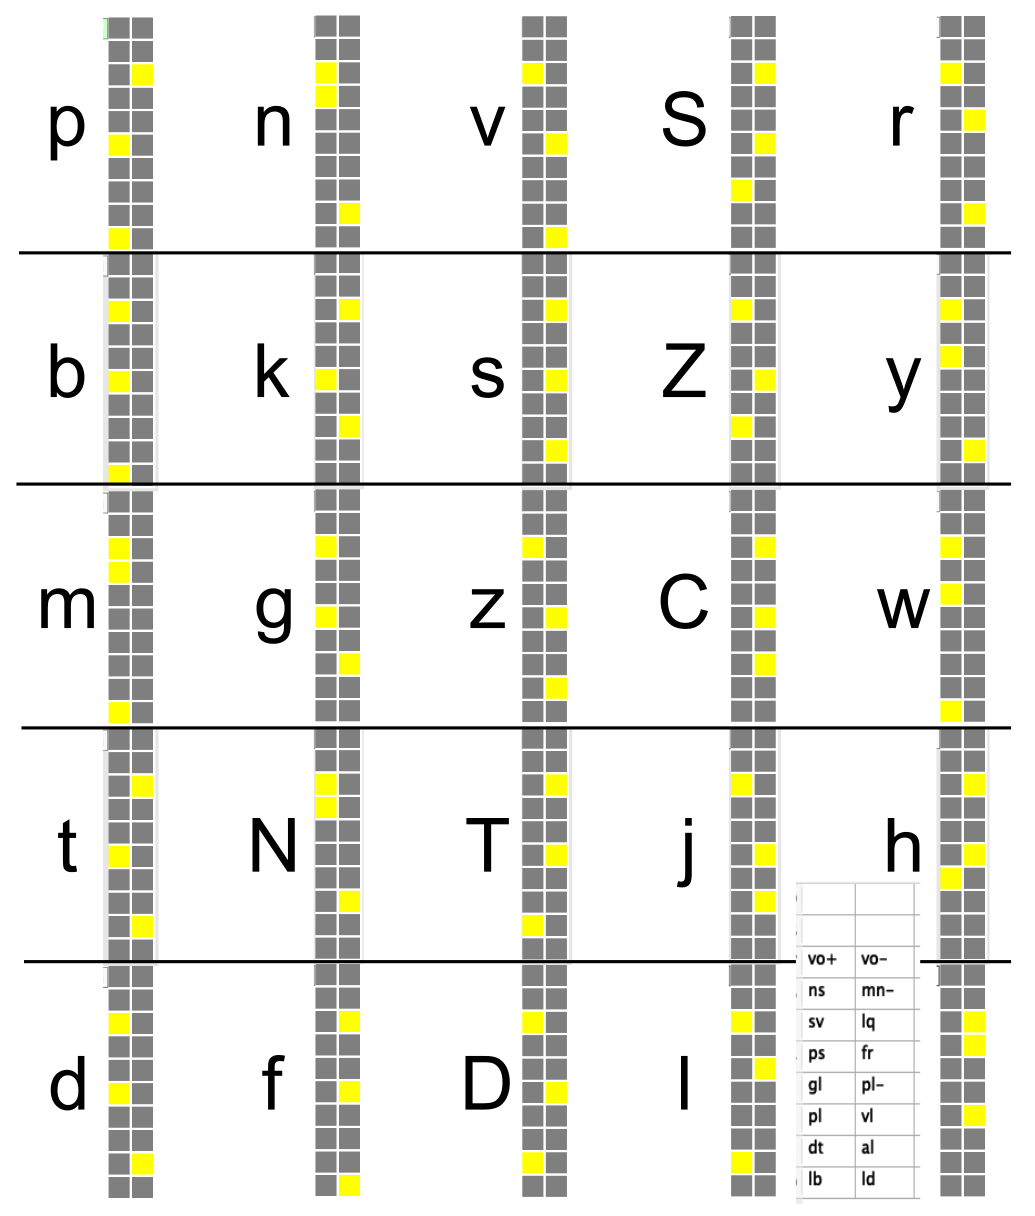 p n v S r
b k s Z y
m g z C w
t N T j h
d f D l
vo+ vo-
ns mn-
sv lq
ps fr
gl pl-
pl vl
dt al
lb ld